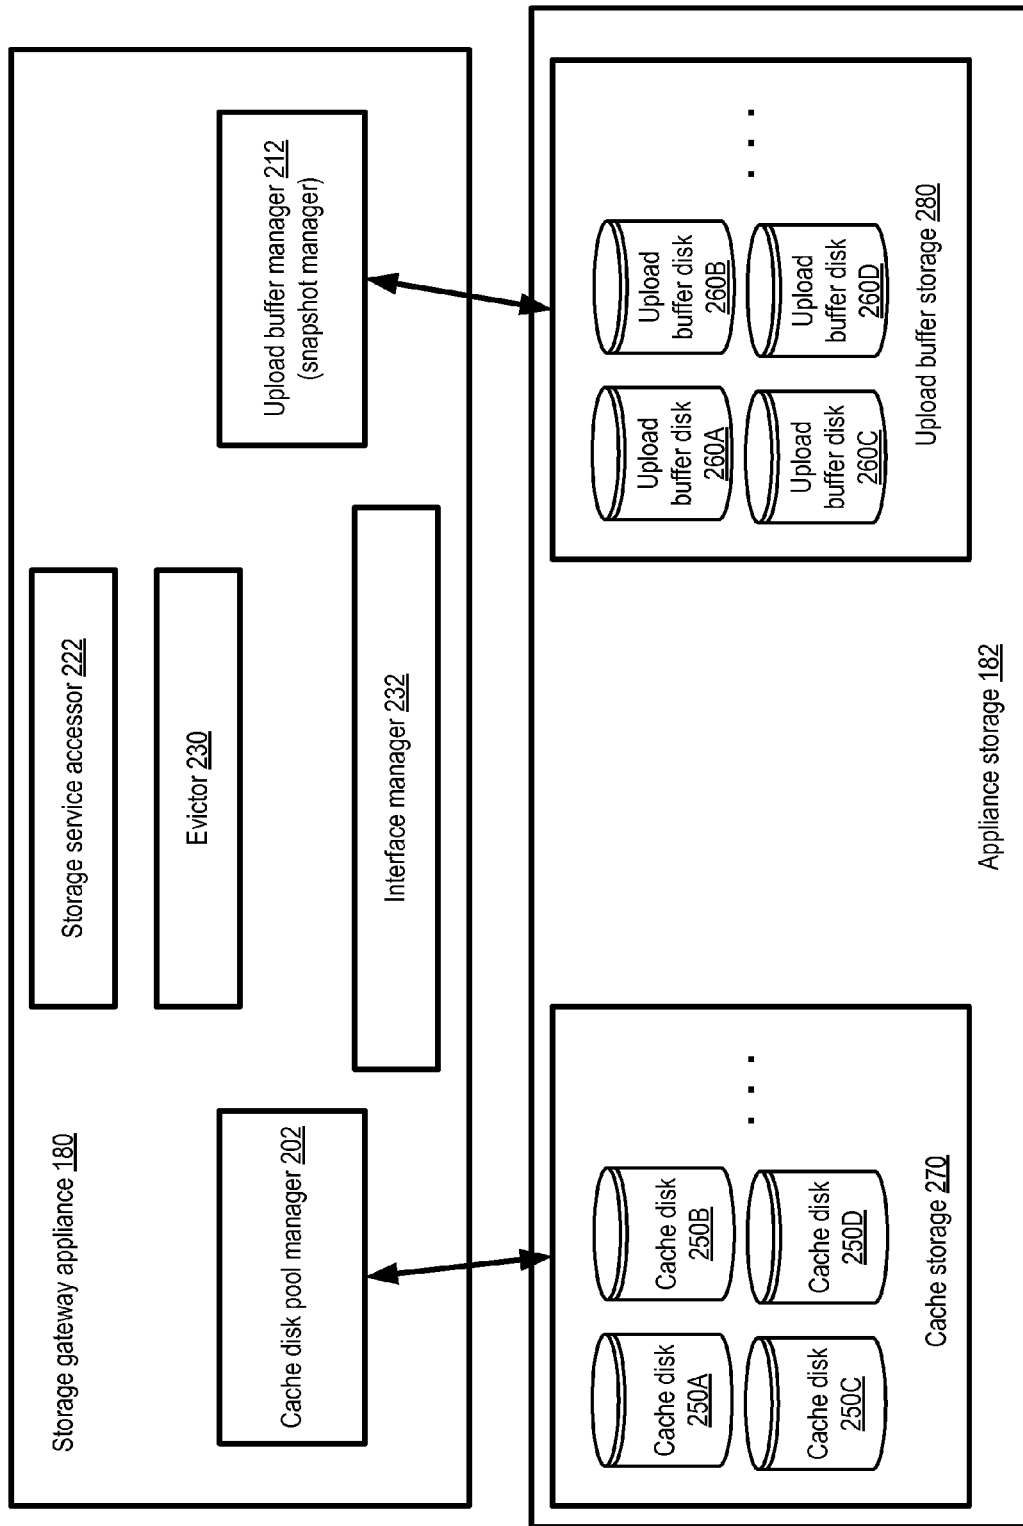 Storage gateway appliance 180
Storage service accessor 222
Evictor 230
Cache disk pool manager 202
Upload buffer manager 212
(snapshot manager)
Interface manager 232
Cache disk
250A
Cache disk
250B
Cache disk
250C
Cache disk
250D
. . .
Cache storage 270
Upload
buffer disk
260A
Upload
buffer disk
260B
Upload
buffer disk
260C
Upload
buffer disk
260D
. . .
Upload buffer storage 280
Appliance storage 182